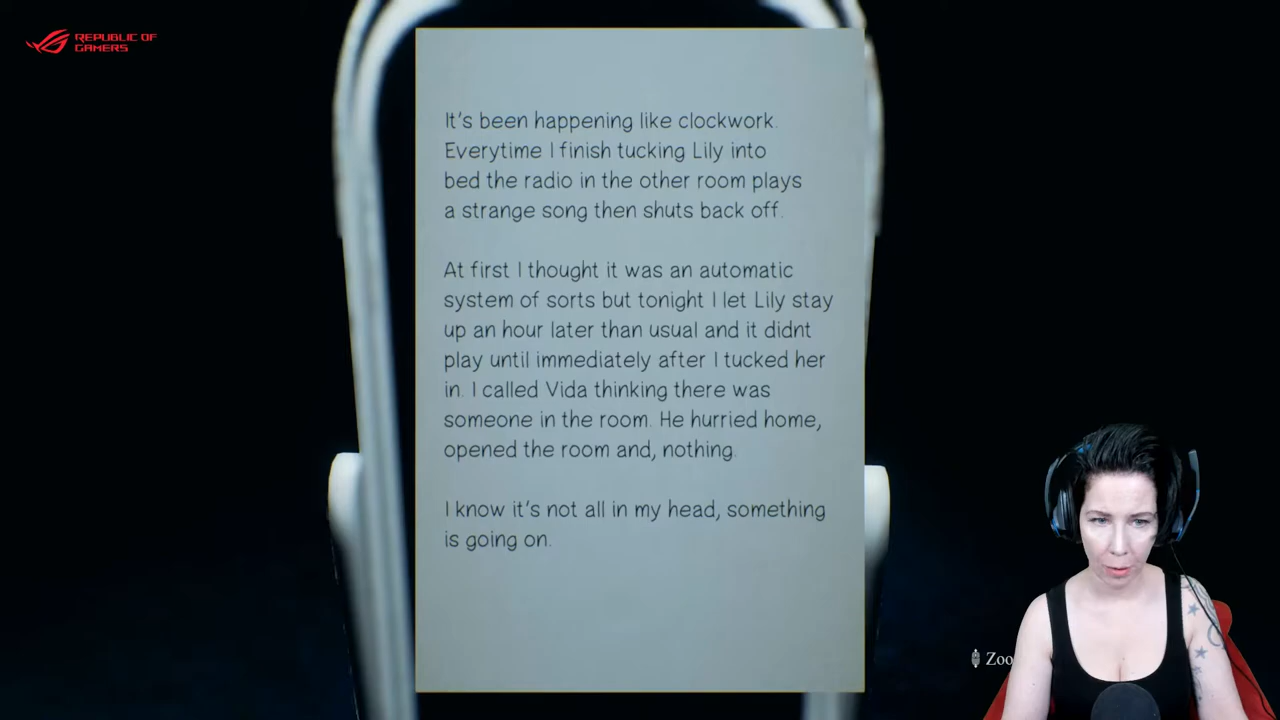 REPUBLIC OF
GAMERS
It's been happening like clockwork.
Everytime I finish tucking Lily into
bed the radio in the other room plays
a strange song then shuts back off.
At first I thought it was an automatic
system of sorts but tonight I let Lily stay
up an hour later than usual and it didnt
play until immediately after I tucked her
in. I called Vida thinking there was
someone in the room. He hurried home,
opened the room and, nothing.
I know it's not all in my head, something
is going on.
Zoo